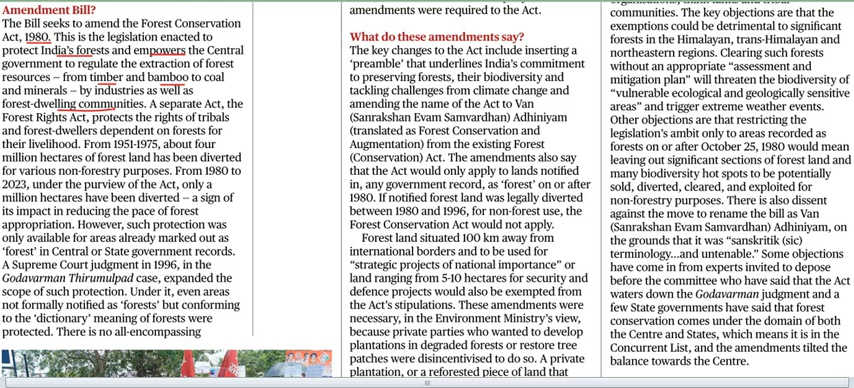 Amendment Bill?
The Bill seeks to amend the Forest Conservation
Act, 1980. This is the legislation enacted to
protect India's forests and empowers the Central
government to regulate the extraction of forest
resources — from timber and bamboo to coal
and minerals — by industries as well as
forest-dwelling communities. A separate Act, the
Forest Rights Act, protects the rights of tribals
and forest-dwellers dependent on forests for
their livelihood. From 1951-1975, about four
million hectares of forest land has been diverted
for various non-forestry purposes. From 1980 to
2023, under the purview of the Act, only a
million hectares have been diverted — a sign of
its impact in reducing the pace of forest
appropriation. However, such protection was
only available for areas already marked out as
'forest' in Central or State government records.
A Supreme Court judgment in 1996, in the
Godavarman Thirumulpad case, expanded the
scope of such protection. Under it, even areas
not formally notified as 'forests' but conforming
to the 'dictionary' meaning of forests were
protected. There is no all-encompassing
amendments were required to the Act.
What do these amendments say?
The key changes to the Act include inserting a
'preamble' that underlines India's commitment
to preserving forests, their biodiversity and
tackling challenges from climate change and
amending the name of the Act to Van
(Sanrakshan Evam Samvardhan) Adhiniyam
(translated as Forest Conservation and
Augmentation) from the existing Forest
(Conservation) Act. The amendments also say
that the Act would only apply to lands notified
in, any government record, as 'forest' on or after
1980. If notified forest land was legally diverted
between 1980 and 1996, for non-forest use, the
Forest Conservation Act would not apply.
Forest land situated 100 km away from
international borders and to be used for
"strategic projects of national importance" or
land ranging from 5-10 hectares for security and
defence projects would also be exempted from
the Act's stipulations. These amendments were
necessary, in the Environment Ministry's view,
because private parties who wanted to develop
plantations in degraded forests or restore tree
patches were disincentivised to do so. A private
plantation, or a reforested piece of land that
communities. The key objections are that the
exemptions could be detrimental to significant
forests in the Himalayan, trans-Himalayan and
northeastern regions. Clearing such forests
without an appropriate "assessment and
mitigation plan" will threaten the biodiversity of
"vulnerable ecological and geologically sensitive
areas" and trigger extreme weather events.
Other objections are that restricting the
legislation's ambit only to areas recorded as
forests on or after October 25, 1980 would mean
leaving out significant sections of forest land and
many biodiversity hot spots to be potentially
sold, diverted, cleared, and exploited for
non-forestry purposes. There is also dissent
against the move to rename the bill as Van
(Sanrakshan Evam Samvardhan) Adhiniyam, on
the grounds that it was "sanskritik (sic)
terminology...and untenable." Some objections
have come in from experts invited to depose
before the committee who have said that the Act
waters down the Godavarman judgment and a
few State governments have said that forest
conservation comes under the domain of both
the Centre and States, which means it is in the
Concurrent List, and the amendments tilted the
balance towards the Centre.